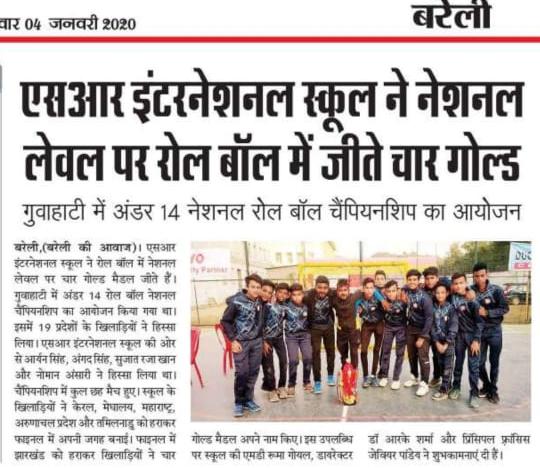 वार 04 जनवरी 2020
बरेली
एसआर इंटरनेशनल स्कूल ने नेशनल
लेवल पर रोल बॉल में जीते चार गोल्ड
गुवाहाटी में अंडर 14 नेशनल रोल बॉल चैंपियनशिप का आयोजन
बरेली,(बरेली की आवाज)। एसआर
इंटरनेशनल स्कूल ने रोल बॉल में नेशनल
लेवल पर चार गोल्ड मैडल जीते हैं।
गुवाहाटी में अंडर 14 रोल बॉल नेशनल
चैंपियनशिप का आयोजन किया गया था।
इसमें 19 प्रदेशों के खिलाड़ियों ने हिस्सा
लिया। एसआर इंटरनेशनल स्कूल की ओर
से आर्यन सिंह, अंगद सिंह, सुजात रजा खान
और नोमान अंसारी ने हिस्सा लिया था।
चैंपियनशिप में कुल छह मैच हुए। स्कूल के
खिलाड़ियों ने केरल, मेघालय, महाराष्ट्र,
अरुणाचल प्रदेश और तमिलनाडु को हराकर
फाइनल में अपनी जगह बनाई। फाइनल में
झारखंड को हराकर खिलाड़ियों ने चार
गोल्ड मैडल अपने नाम किए। इस उपलब्धि
पर स्कूल की एमडी रूमा गोयल, डायरेक्टर
डॉ आरके शर्मा और प्रिंसिपल फ्रांसिस
जेवियर पांडेय ने शुभकामनाएं दी हैं।